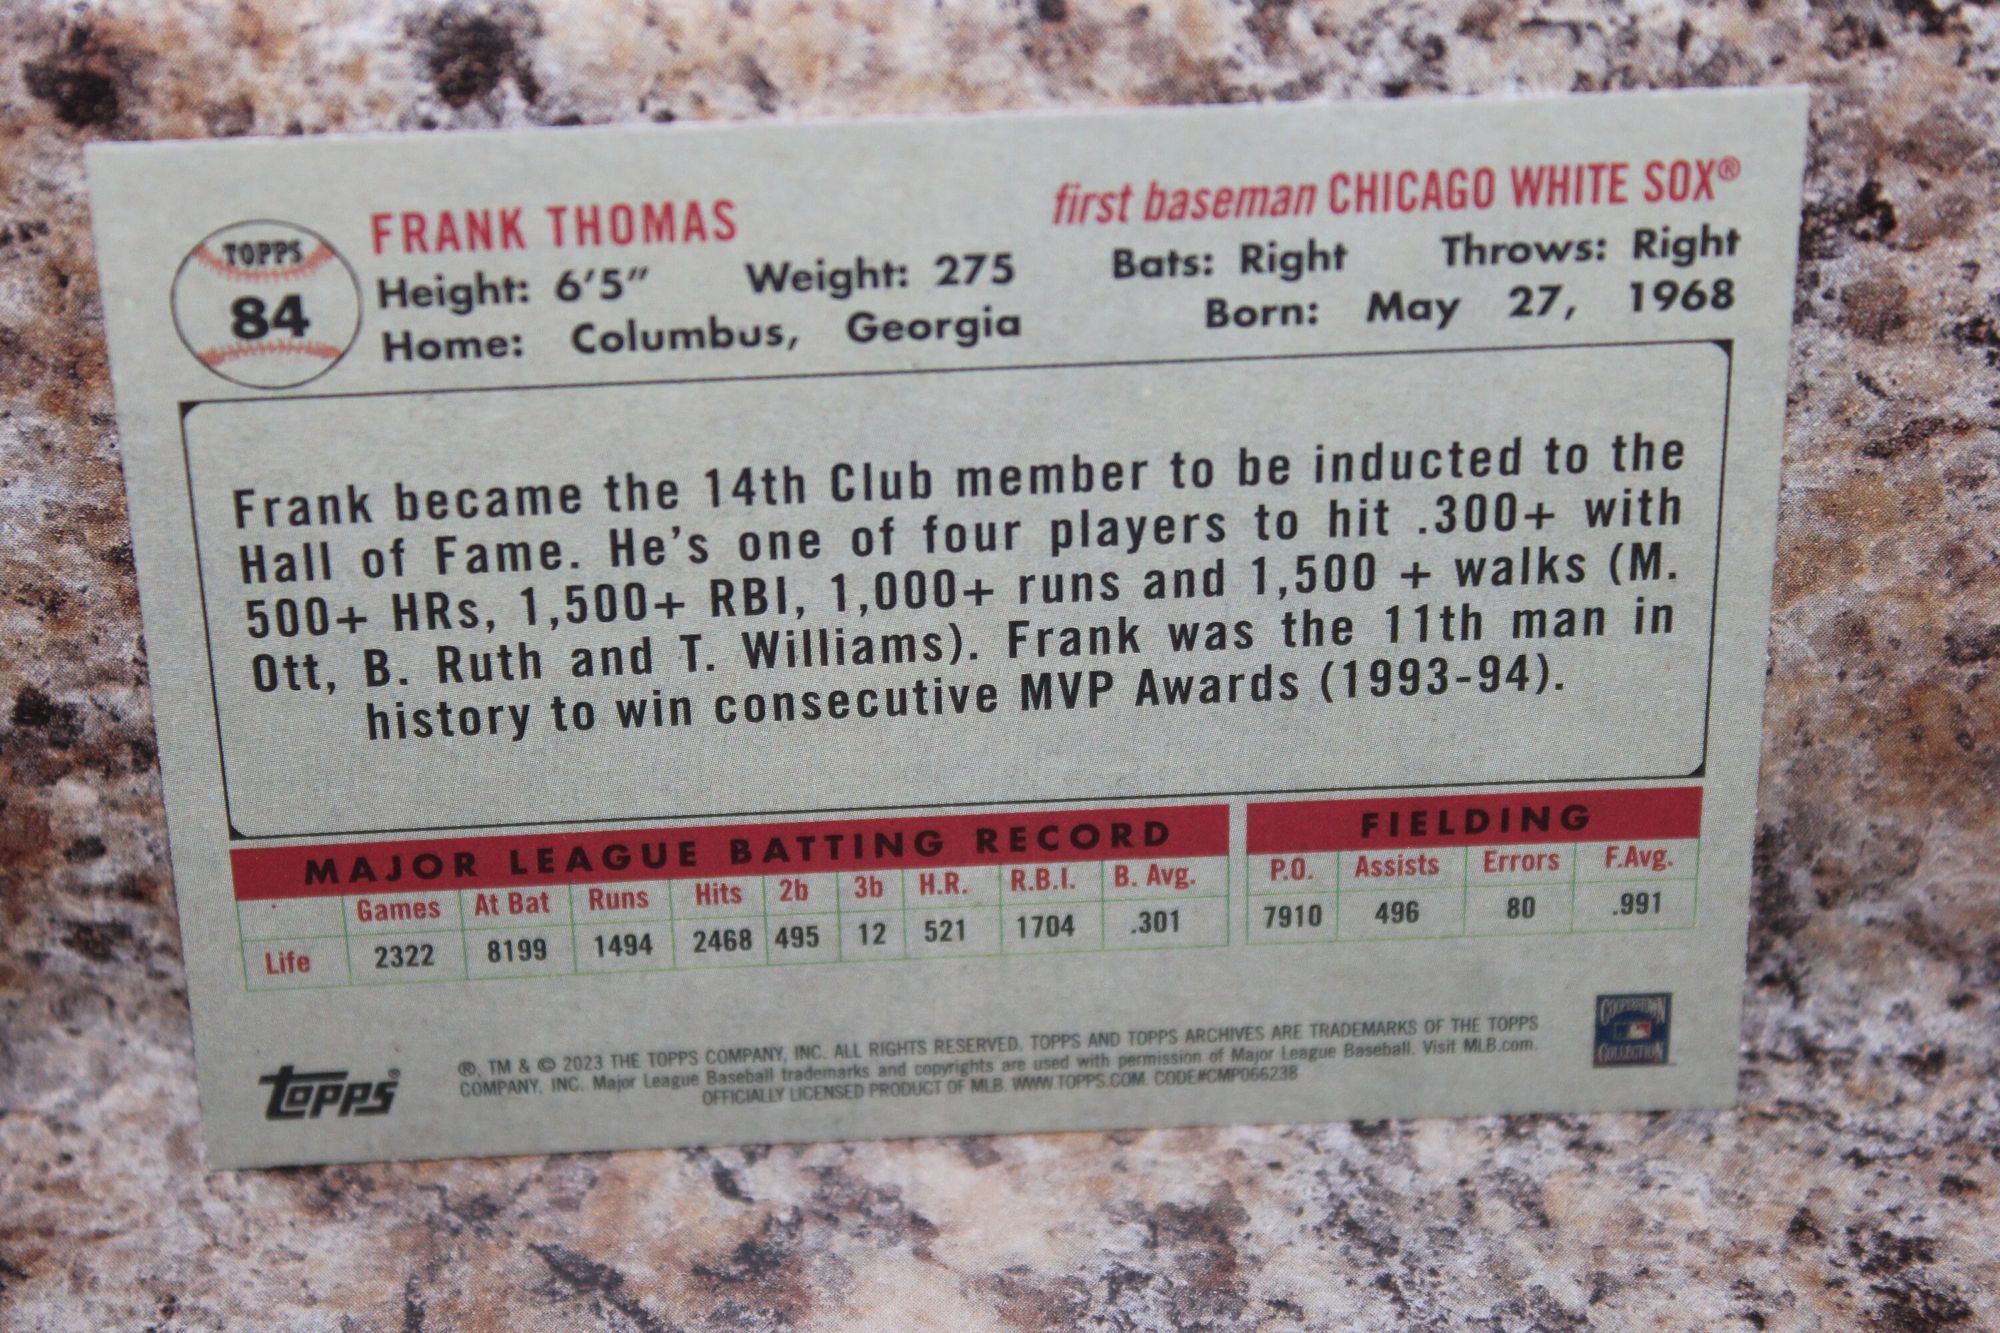 TOPPS
84
FRANK THOMAS
first baseman CHICAGO WHITE SOX®
Height: 6'5" Weight: 275 Bats: Right Throws: Right
Home: Columbus, Georgia Born: May 27, 1968
Frank became the 14th Club member to be inducted to the
Hall of Fame. He's one of four players to hit .300+ with
500+ HRs, 1,500+ RBI, 1,000+ runs and 1,500 + walks (M.
Ott, B. Ruth and T. Williams). Frank was the 11th man in
history to win consecutive MVP Awards (1993-94).
MAJOR LEAGUE BATTING RECORD FIELDING
Games At Bat Runs Hits 2b 3b H.R. R.B.I. B. Avg. P.O. Assists Errors F.Avg.
Life 2322 8199 1494 2468 495 12 521 1704 .301 7910 496 80 .991
®, TM & © 2023 THE TOPPS COMPANY, INC. ALL RIGHTS RESERVED. TOPPS AND TOPPS ARCHIVES ARE TRADEMARKS OF THE TOPPS
COMPANY, INC. Major League Baseball trademarks and copyrights are used with permission of Major League Baseball. Visit MLB.com.
OFFICIALLY LICENSED PRODUCT OF MLB. WWW.TOPPS.COM. CODE#CMP066238
Topps®
COOPERSTOWN
COLLECTION